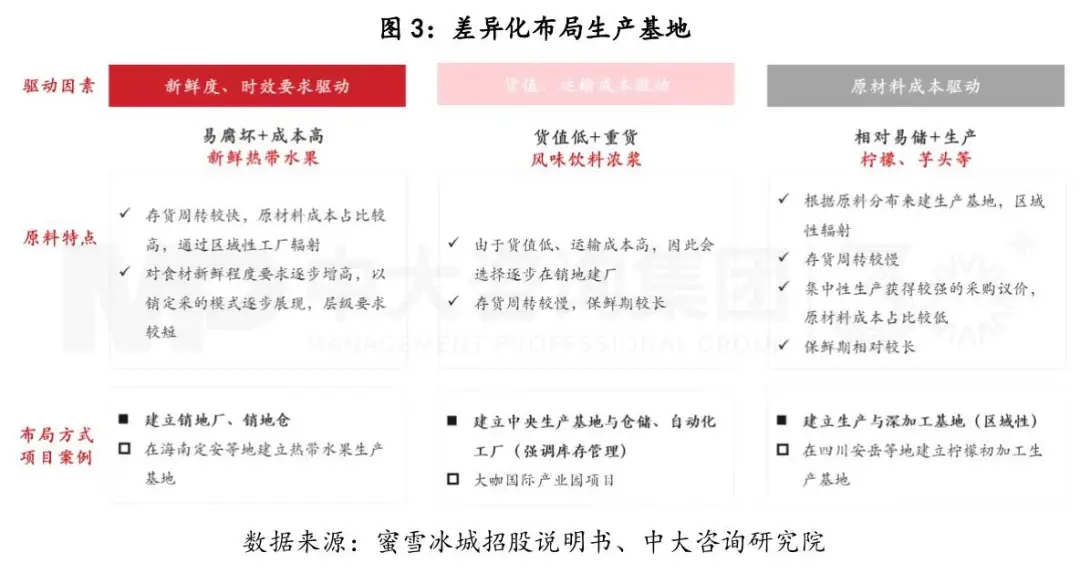 图3：差异化布局生产基地
驱动因素
新鲜度、时效要求驱动
货值、运输成本驱动
原材料成本驱动
易腐坏+成本高
新鲜热带水果
货值低+重货
风味饮料浓浆
相对易储+生产
柠檬、芋头等
原料特点
✓ 存货周转较快，原材料成本占比较
高，通过区域性工厂辐射
✓ 对食材新鲜程度要求逐步增高，以
销定采的模式逐步展现，层级要求
较短
✓ 由于货值低、运输成本高，因此会
选择逐步在销地建厂
✓ 存货周转较慢，保鲜期较长
✓ 根据原料分布来建生产基地，区域
性辐射
✓ 存货周转较慢
✓ 集中性生产获得较强的采购议价，
原材料成本占比较低
✓ 保鲜期相对较长
中大咨询集团
MANAGEMENT PROFESSIONAL GROUP
布局方式
项目案例
■ 建立销地厂、销地仓
□ 在海南定安等地建立热带水果生产
基地
■ 建立中央生产基地与仓储、自动化
工厂（强调库存管理）
□ 大咖国际产业园项目
■ 建立生产与深加工基地（区域性）
□ 在四川安岳等地建立柠檬初加工生
产基地
数据来源：蜜雪冰城招股说明书、中大咨询研究院